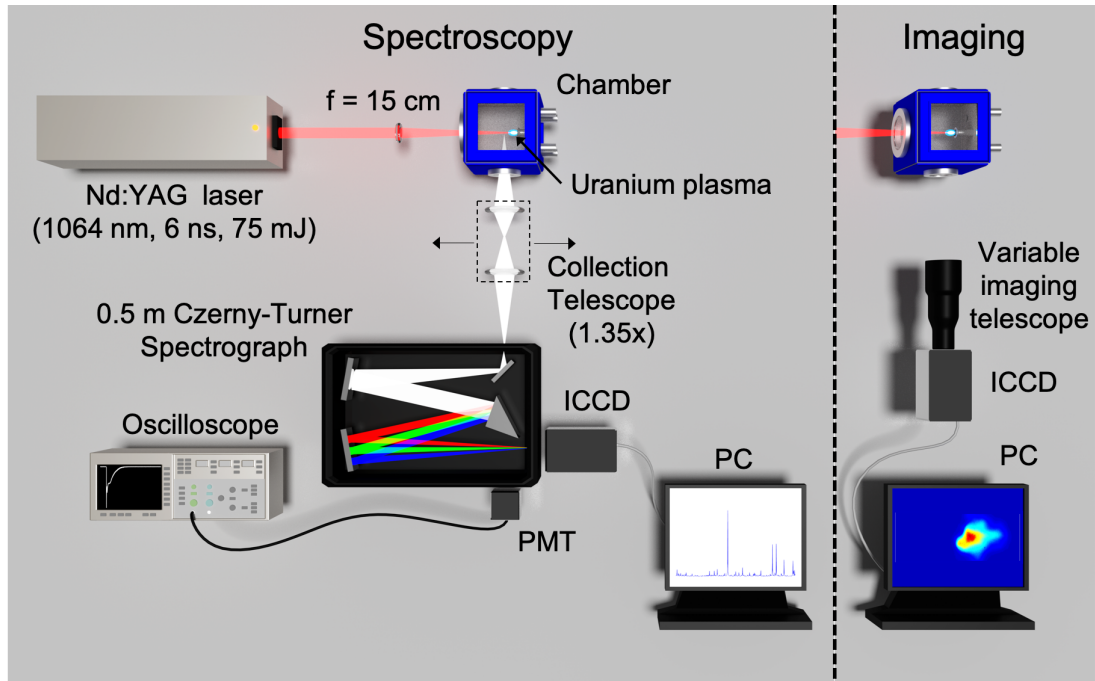 Spectroscopy
Imaging
Chamber
f = 15 cm
Nd:YAG laser
(1064 nm, 6 ns, 75 mJ)
Uranium plasma
Collection
Telescope
(1.35x)
0.5 m Czerny-Turner
Spectrograph
Oscilloscope
ICCD
PMT
PC
Variable
imaging
telescope
ICCD
PC